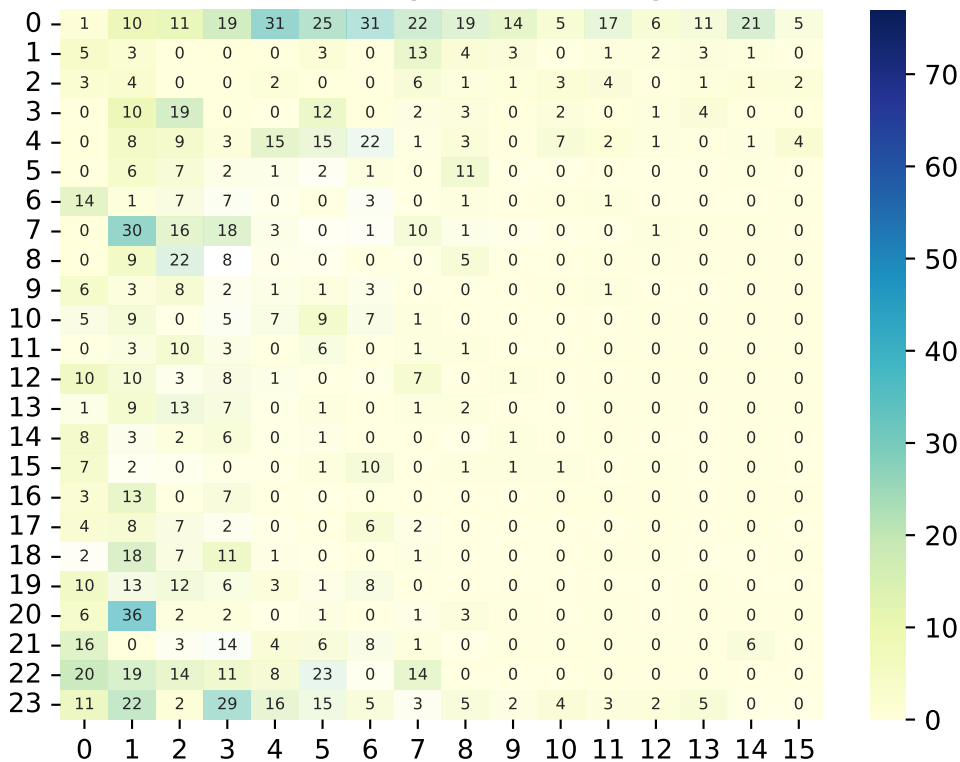 0 1 10 11 19 31 25 31 22 19 14 5 17 6 11 21 5
1 5 3 0 0 0 3 0 13 4 3 0 1 2 3 1 0
2 3 4 0 0 2 0 0 6 1 1 3 4 0 1 1 2
3 0 10 19 0 0 12 0 2 3 0 2 0 1 4 0 0
4 0 8 9 3 15 15 22 1 3 0 7 2 1 0 1 4
5 0 6 7 2 1 2 1 0 11 0 0 0 0 0 0 0
6 14 1 7 7 0 0 3 0 1 0 0 1 0 0 0 0
7 0 30 16 18 3 0 1 10 1 0 0 0 1 0 0 0
8 0 9 22 8 0 0 0 0 5 0 0 0 0 0 0 0
9 6 3 8 2 1 1 3 0 0 0 0 1 0 0 0 0
10 5 9 0 5 7 9 7 1 0 0 0 0 0 0 0 0
11 0 3 10 3 0 6 0 1 1 0 0 0 0 0 0 0
12 10 10 3 8 1 0 0 7 0 1 0 0 0 0 0 0
13 1 9 13 7 0 1 0 1 2 0 0 0 0 0 0 0
14 8 3 2 6 0 1 0 0 0 1 0 0 0 0 0 0
15 7 2 0 0 0 1 10 0 1 1 1 0 0 0 0 0
16 3 13 0 7 0 0 0 0 0 0 0 0 0 0 0 0
17 4 8 7 2 0 0 6 2 0 0 0 0 0 0 0 0
18 2 18 7 11 1 0 0 1 0 0 0 0 0 0 0 0
19 10 13 12 6 3 1 8 0 0 0 0 0 0 0 0 0
20 6 36 2 2 0 1 0 1 3 0 0 0 0 0 0 0
21 16 0 3 14 4 6 8 1 0 0 0 0 0 0 6 0
22 20 19 14 11 8 23 0 14 0 0 0 0 0 0 0 0
23 11 22 2 29 16 15 5 3 5 2 4 3 2 5 0 0
0 1 2 3 4 5 6 7 8 9 10 11 12 13 14 15
70
60
50
40
30
20
10
0